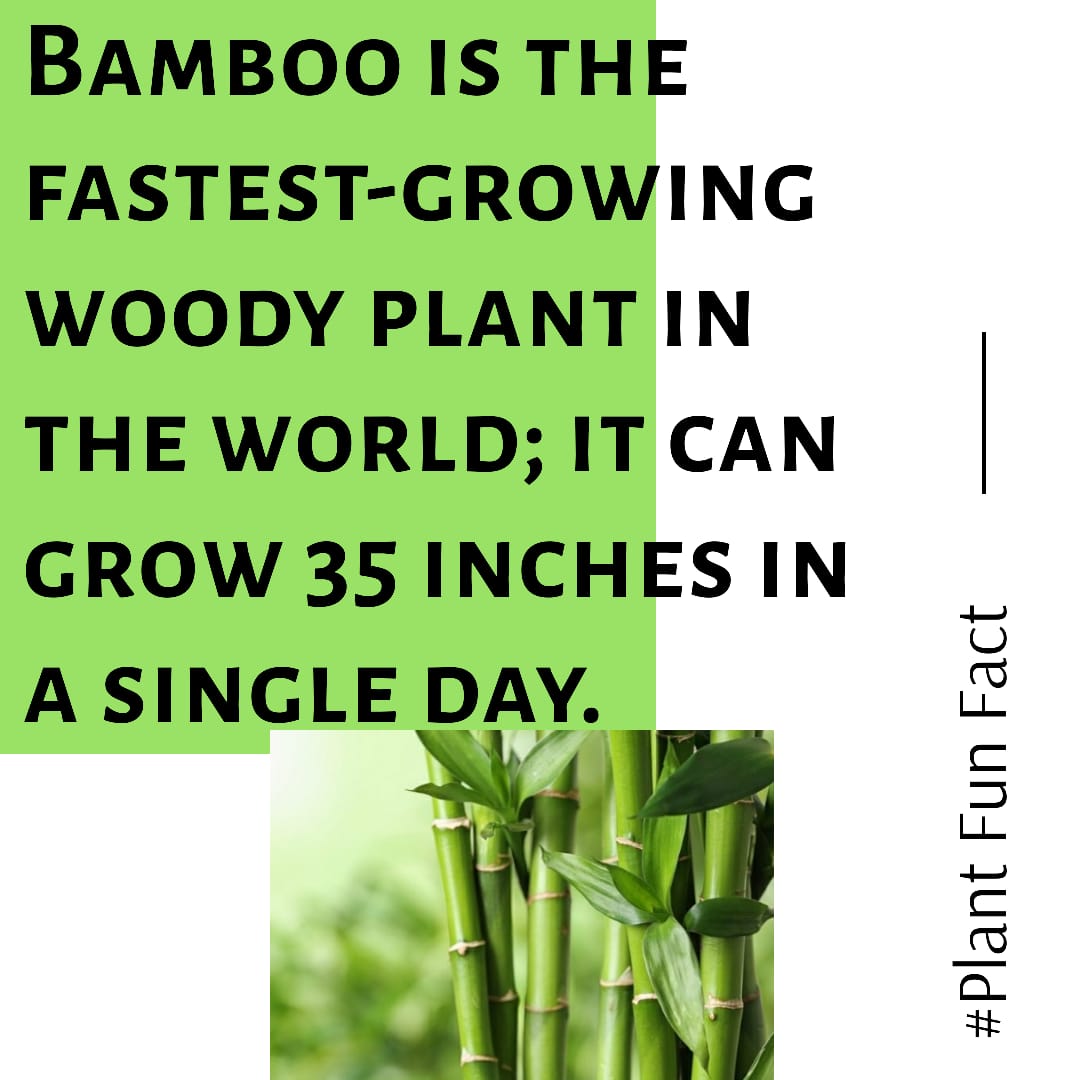 Bamboo is the
fastest-growing
woody plant in
the world; it can
grow 35 inches in
a single day.
#Plant Fun Fact